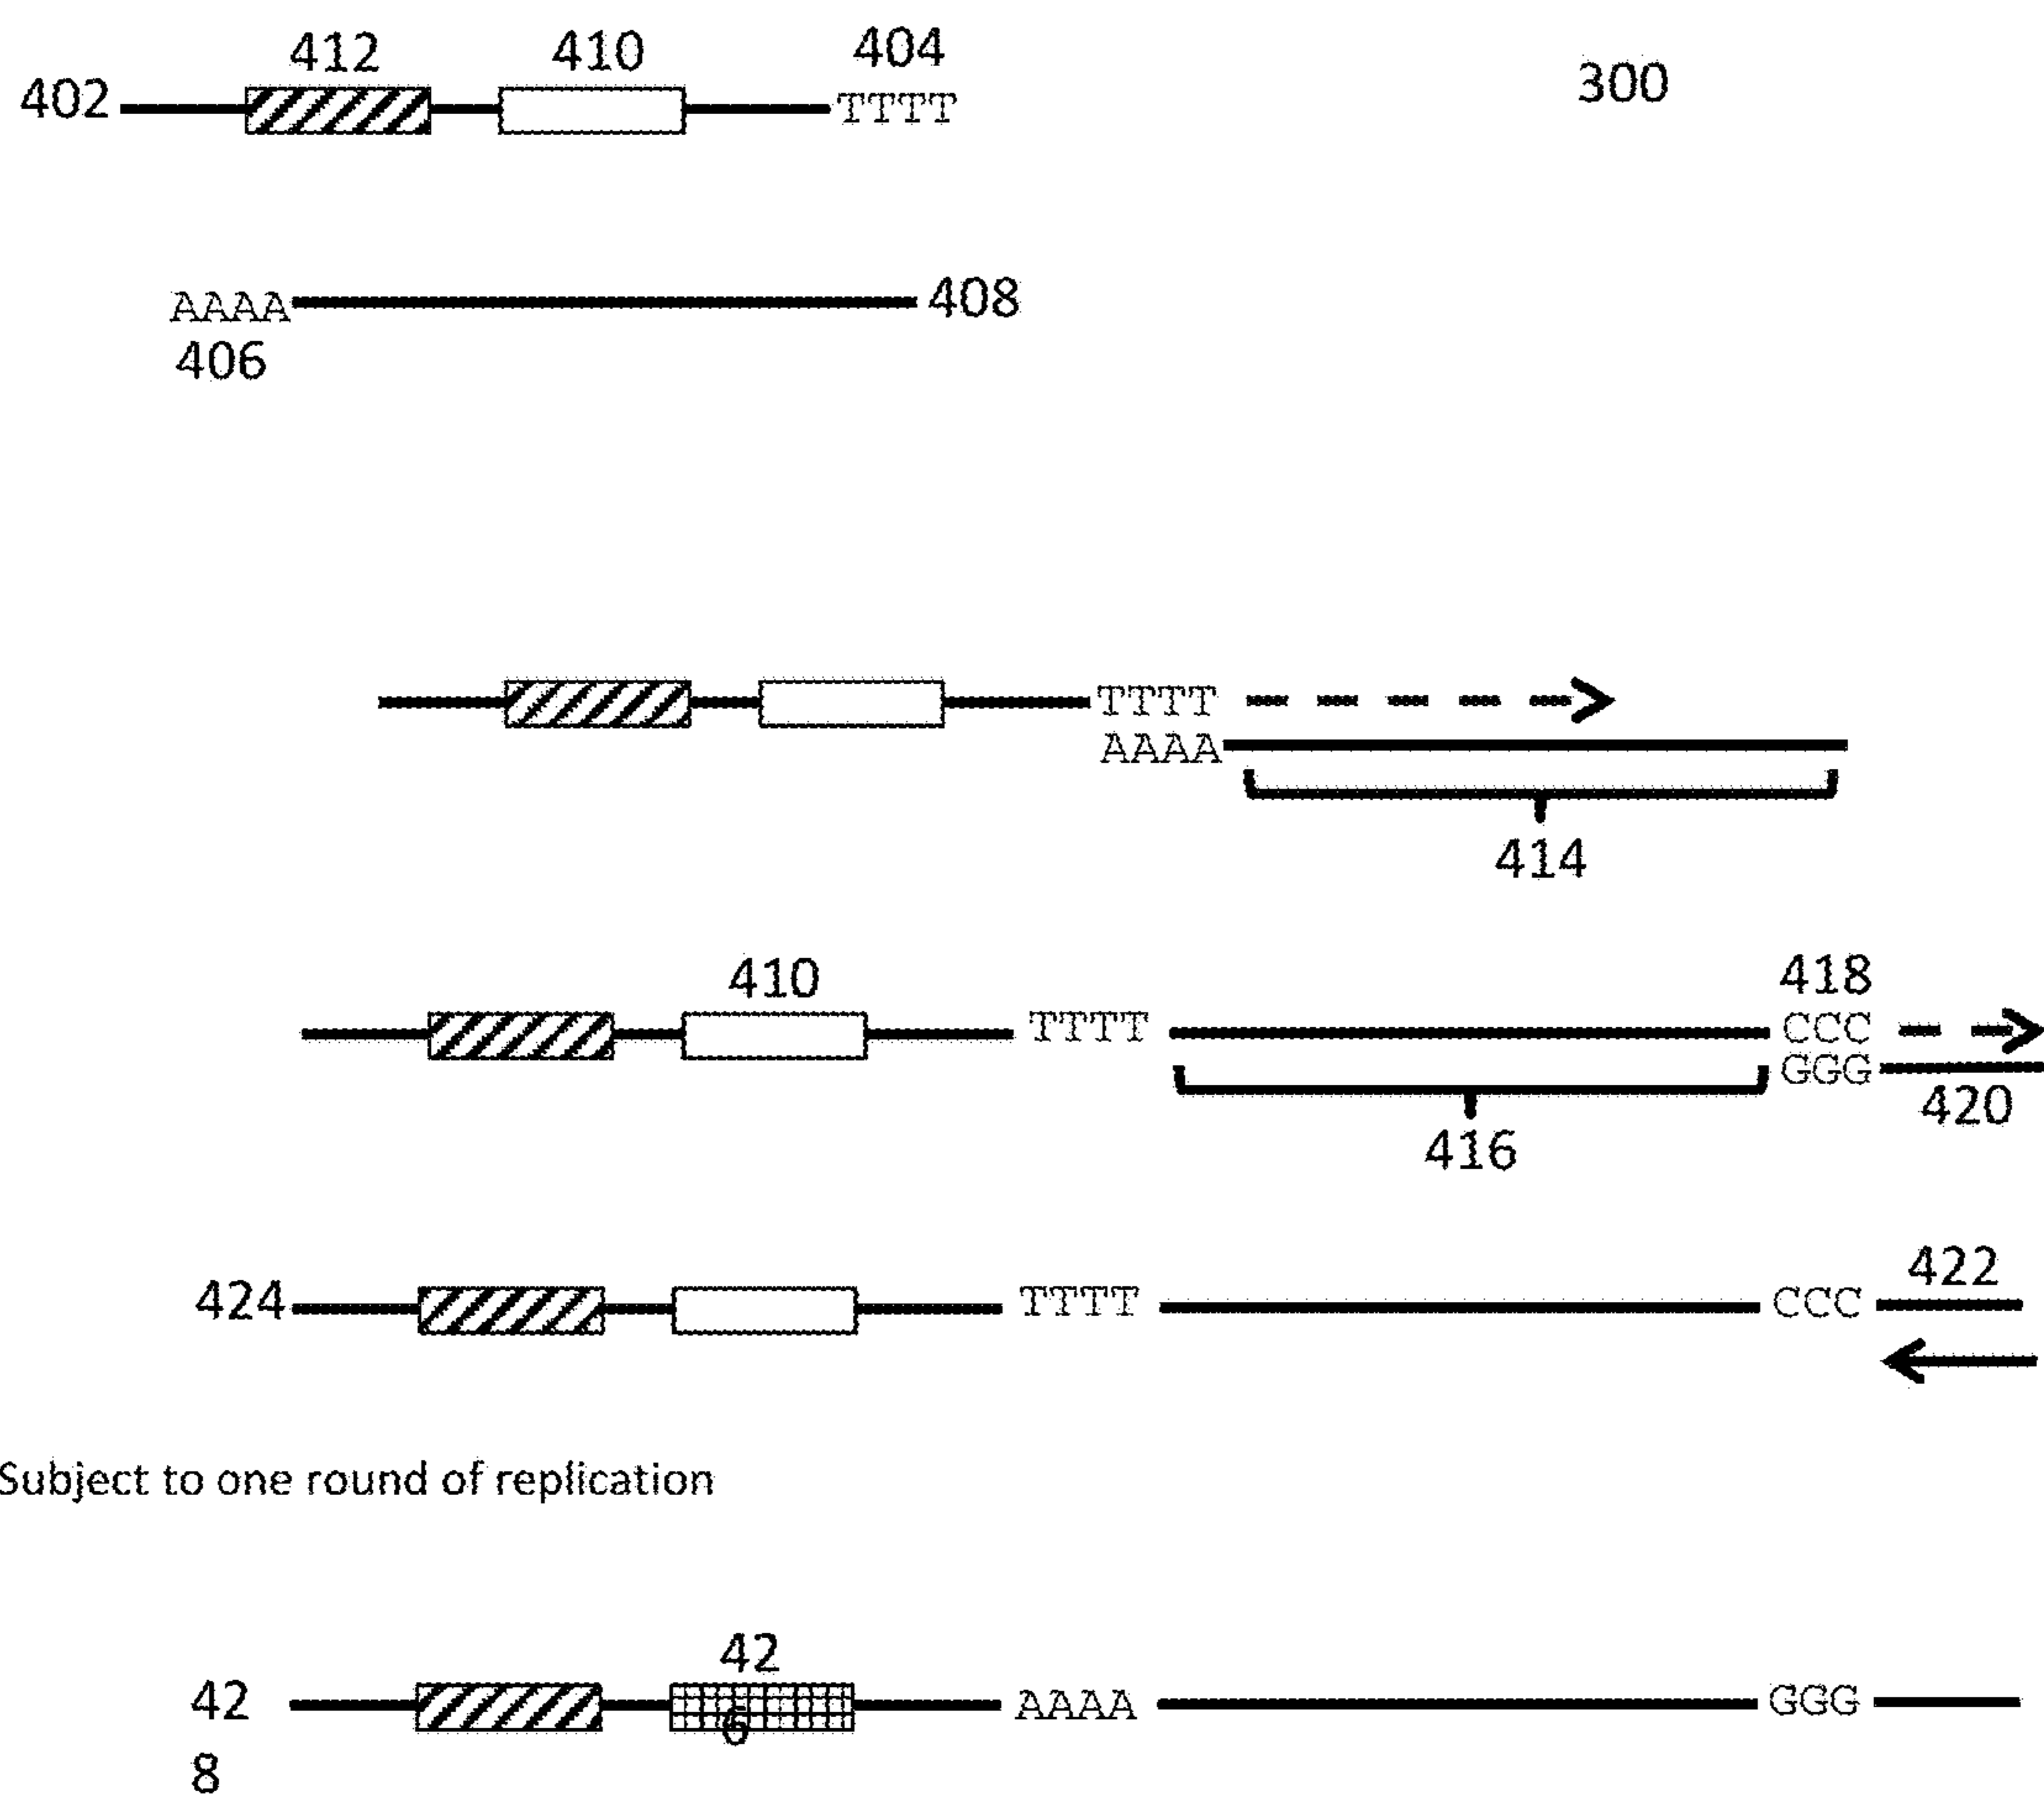 412 410 404
402 TTTT 300
AAAA 408
406
TTTT
AAAA
414
410 418
TTTT CCC
GGG
420
416
422
424 TTTT CCC
Subject to one round of replication
42
42 AAAA GGG
6
8